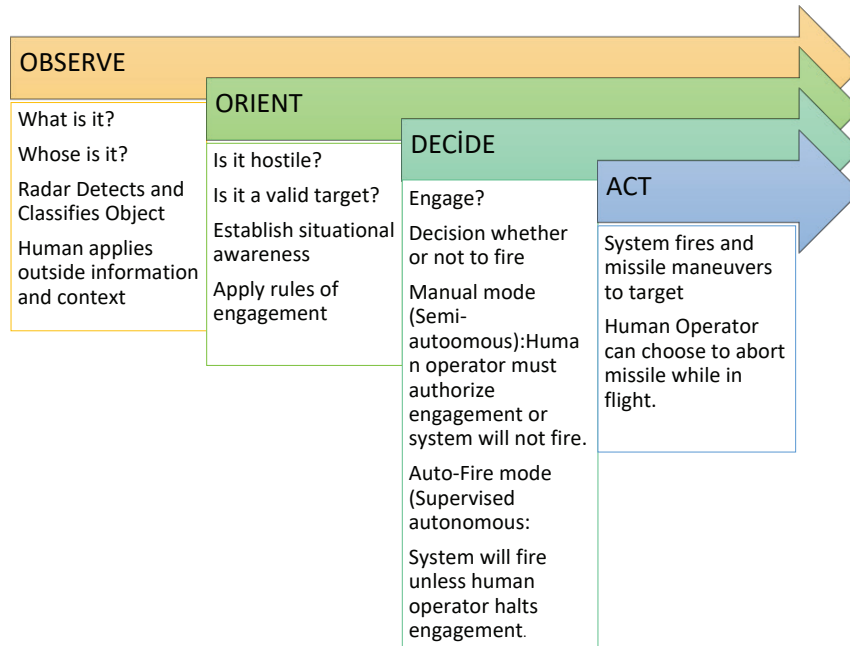 OBSERVE
What is it?
Whose is it?
Radar Detects and
Classifies Object
Human applies
outside information
and context
ORIENT
Is it hostile?
Is it a valid target?
Establish situational
awareness
Apply rules of
engagement
DECİDE
Engage?
Decision whether
or not to fire
Manual mode
(Semi-
autoomous):Huma
n operator must
authorize
engagement or
system will not fire.
Auto-Fire mode
(Supervised
autonomous:
System will fire
unless human
operator halts
engagement.
ACT
System fires and
missile maneuvers
to target
Human Operator
can choose to abort
missile while in
flight.